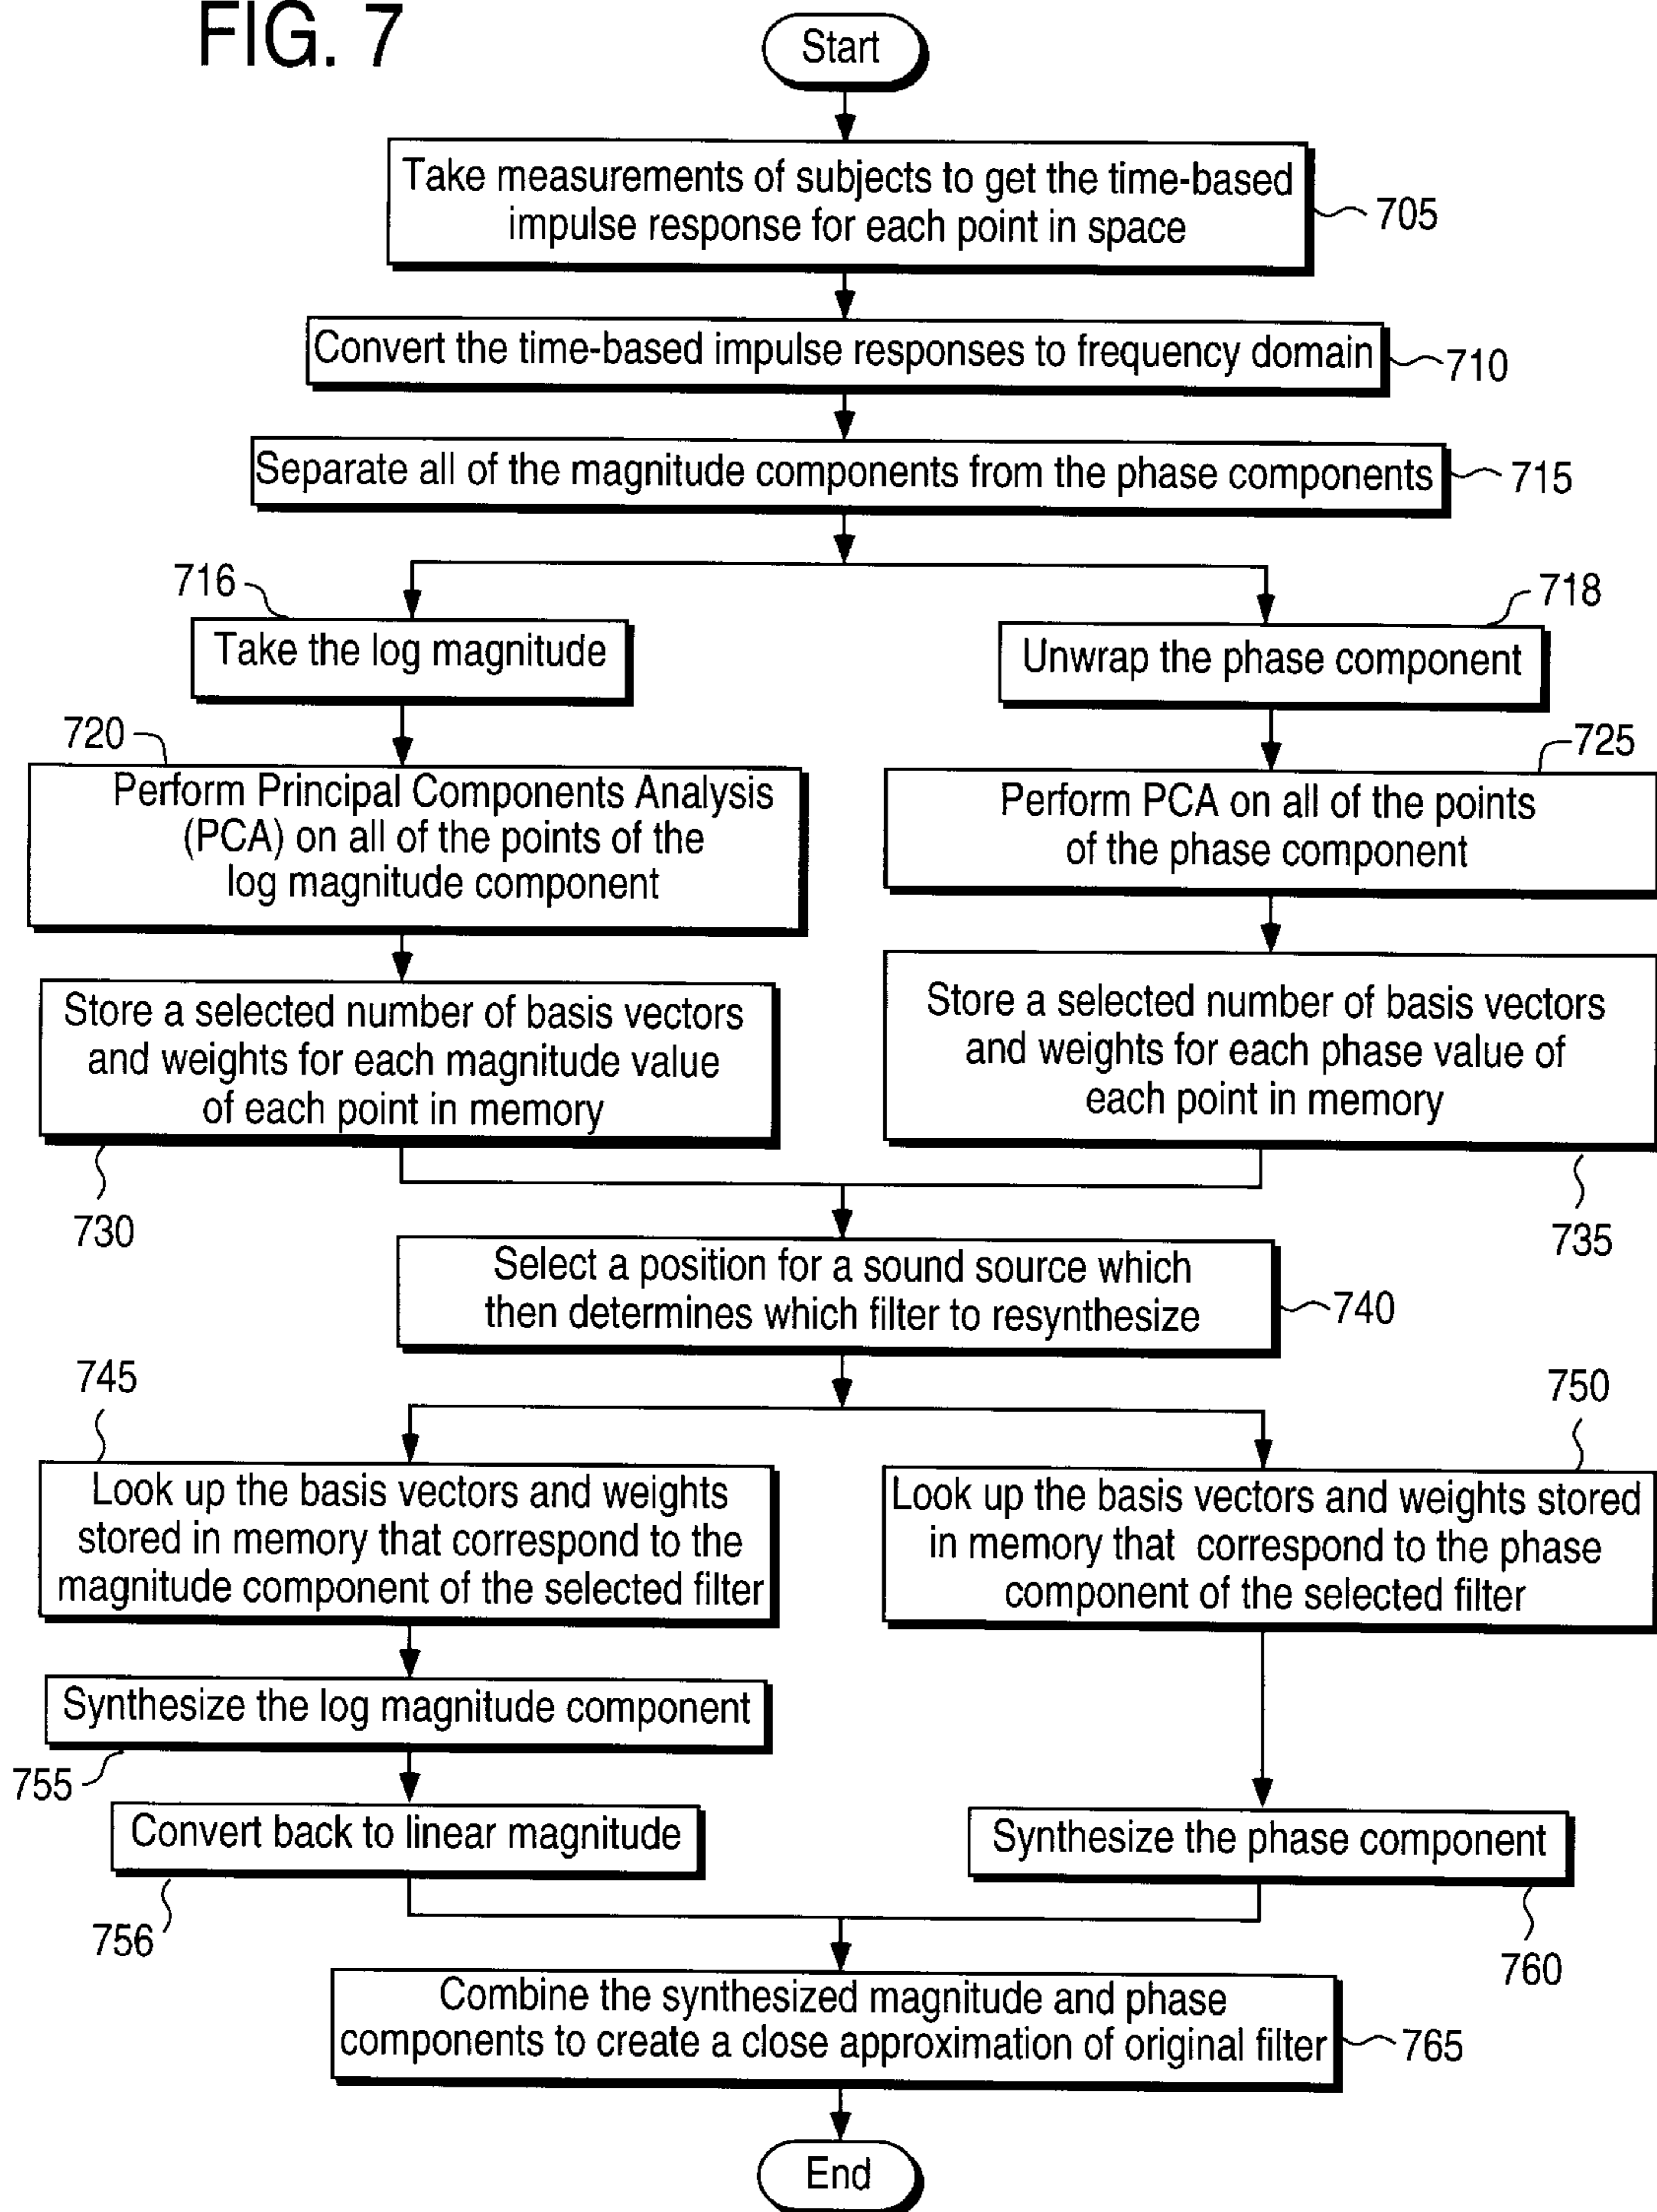 FIG. 7
Start
Take measurements of subjects to get the time-based
impulse response for each point in space
705
Convert the time-based impulse responses to frequency domain
710
Separate all of the magnitude components from the phase components
715
716
Take the log magnitude
718
Unwrap the phase component
720
Perform Principal Components Analysis
(PCA) on all of the points of the
log magnitude component
725
Perform PCA on all of the points
of the phase component
Store a selected number of basis vectors
and weights for each magnitude value
of each point in memory
730
Store a selected number of basis vectors
and weights for each phase value of
each point in memory
735
Select a position for a sound source which
then determines which filter to resynthesize
740
745
Look up the basis vectors and weights
stored in memory that correspond to the
magnitude component of the selected filter
750
Look up the basis vectors and weights stored
in memory that correspond to the phase
component of the selected filter
Synthesize the log magnitude component
755
Convert back to linear magnitude
756
Synthesize the phase component
760
Combine the synthesized magnitude and phase
components to create a close approximation of original filter
765
End